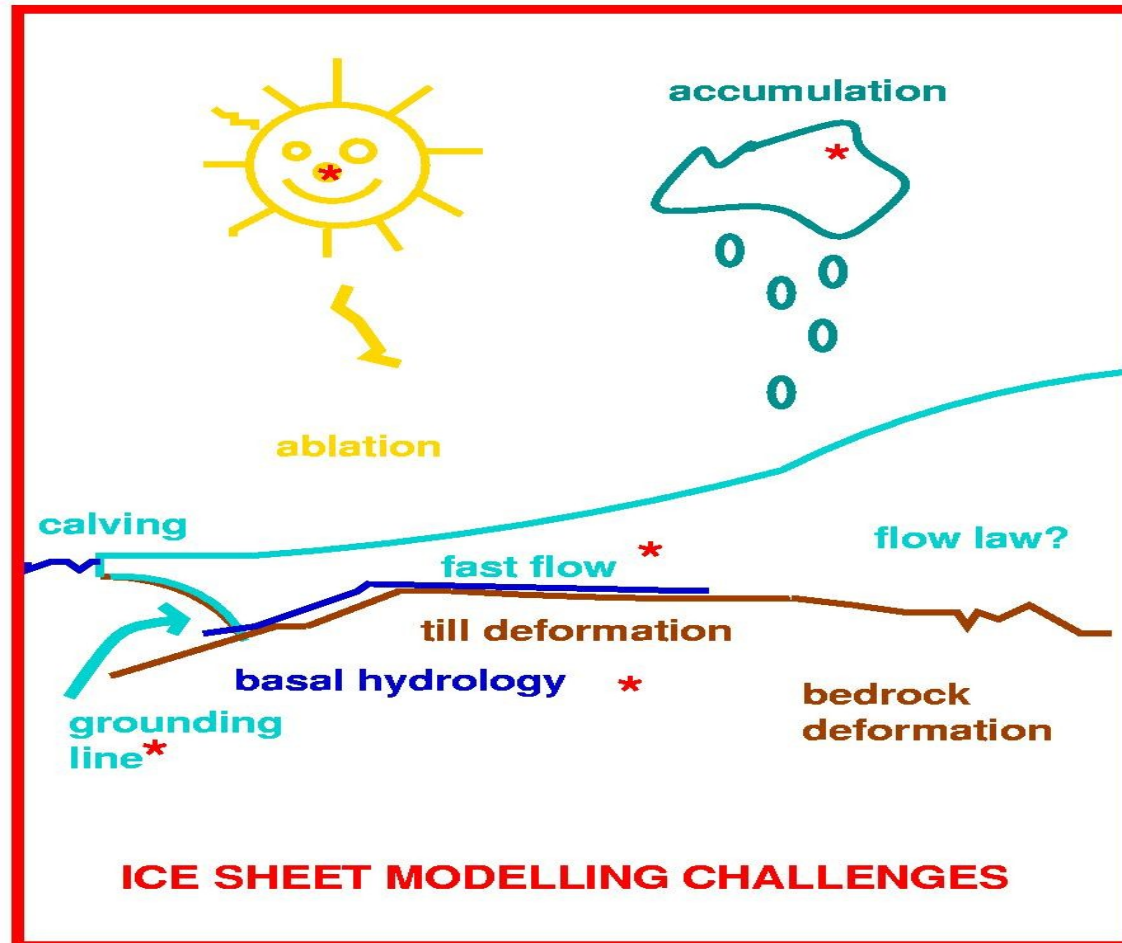 accumulation
ablation
calving
fast flow *
flow law?
till deformation
basal hydrology *
bedrock
deformation
grounding
line*
ICE SHEET MODELLING CHALLENGES